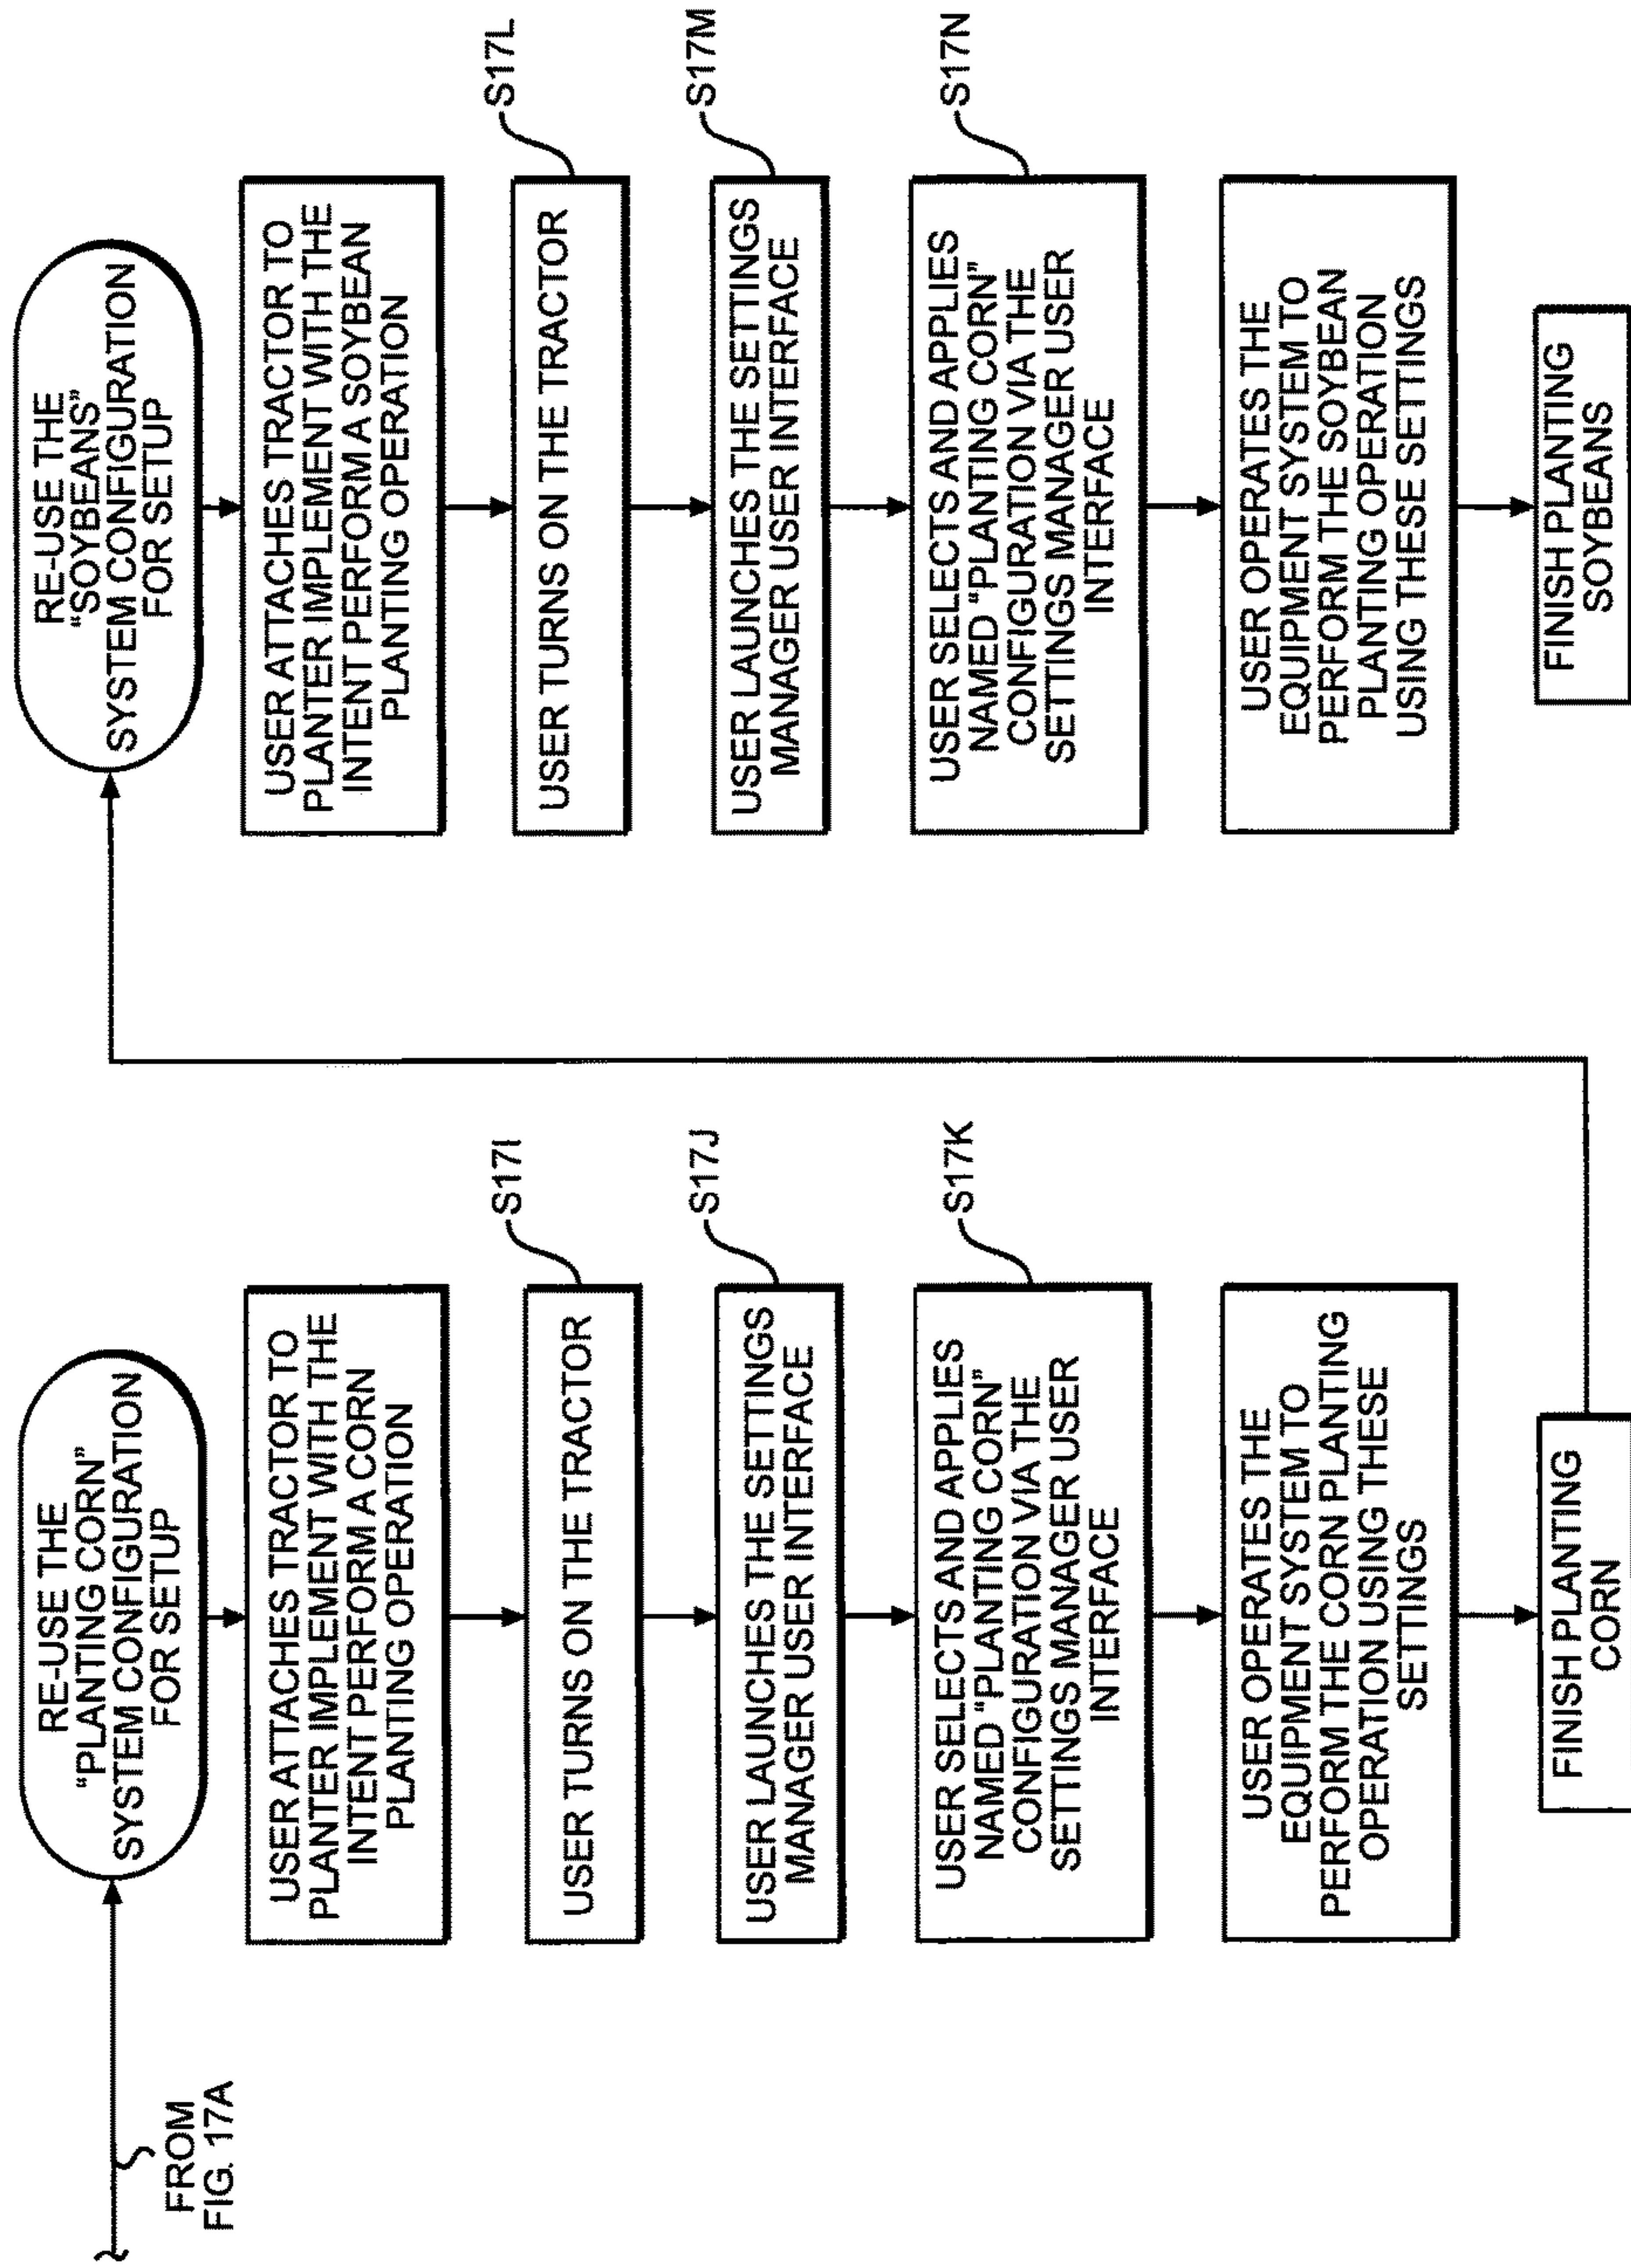 FROM
FIG. 17A
RE-USE THE
“PLANTING CORN”
SYSTEM CONFIGURATION
FOR SETUP
USER ATTACHES TRACTOR TO
PLANTER IMPLEMENT WITH THE
INTENT PERFORM A CORN
PLANTING OPERATION
USER TURNS ON THE TRACTOR
S17I
USER LAUNCHES THE SETTINGS
MANAGER USER INTERFACE
S17J
USER SELECTS AND APPLIES
NAMED “PLANTING CORN”
CONFIGURATION VIA THE
SETTINGS MANAGER USER
INTERFACE
S17K
USER OPERATES THE
EQUIPMENT SYSTEM TO
PERFORM THE CORN PLANTING
OPERATION USING THESE
SETTINGS
FINISH PLANTING
CORN
RE-USE THE
“SOYBEANS”
SYSTEM CONFIGURATION
FOR SETUP
USER ATTACHES TRACTOR TO
PLANTER IMPLEMENT WITH THE
INTENT PERFORM A SOYBEAN
PLANTING OPERATION
USER TURNS ON THE TRACTOR
S17L
USER LAUNCHES THE SETTINGS
MANAGER USER INTERFACE
S17M
USER SELECTS AND APPLIES
NAMED “PLANTING CORN”
CONFIGURATION VIA THE
SETTINGS MANAGER USER
INTERFACE
S17N
USER OPERATES THE
EQUIPMENT SYSTEM TO
PERFORM THE SOYBEAN
PLANTING OPERATION
USING THESE SETTINGS
FINISH PLANTING
SOYBEANS